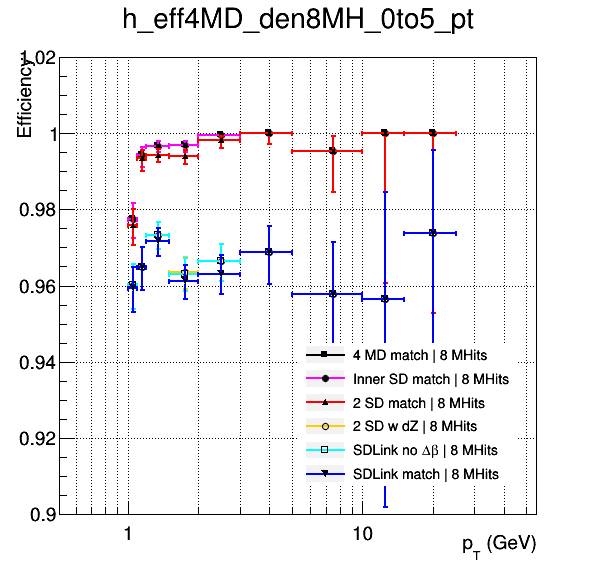 h_eff4MD_den8MH_0to5_pt
Efficiency
1.02
1
0.98
0.96
0.94
0.92
0.9
4 MD match | 8 MHits
Inner SD match | 8 MHits
2 SD match | 8 MHits
2 SD w dZ | 8 MHits
SDLink no Δβ | 8 MHits
SDLink match | 8 MHits
1
10
p_T (GeV)